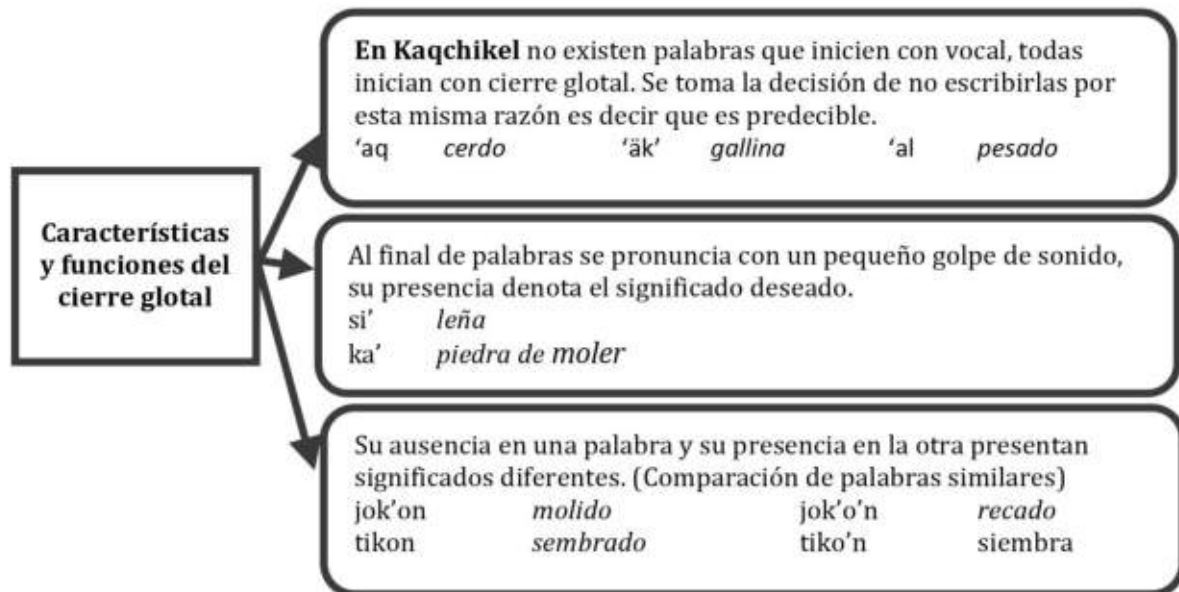 Características
y funciones del
cierre glotal
En Kaqchikel no existen palabras que inicien con vocal, todas
inician con cierre glotal. Se toma la decisión de no escribirlas por
esta misma razón es decir que es predecible.
‘aq cerdo ‘äk’ gallina ‘al pesado
Al final de palabras se pronuncia con un pequeño golpe de sonido,
su presencia denota el significado deseado.
si’ leña
ka’ piedra de moler
Su ausencia en una palabra y su presencia en la otra presentan
significados diferentes. (Comparación de palabras similares)
jok’on molido jok’o’n recado
tikon sembrado tiko’n siembra